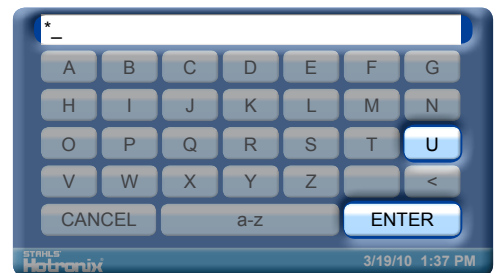 *_
A B C D E F G
H I J K L M N
O P Q R S T U
V W X Y Z <
CANCEL a-z ENTER
STAHLS'
Hotronix 3/19/10 1:37 PM